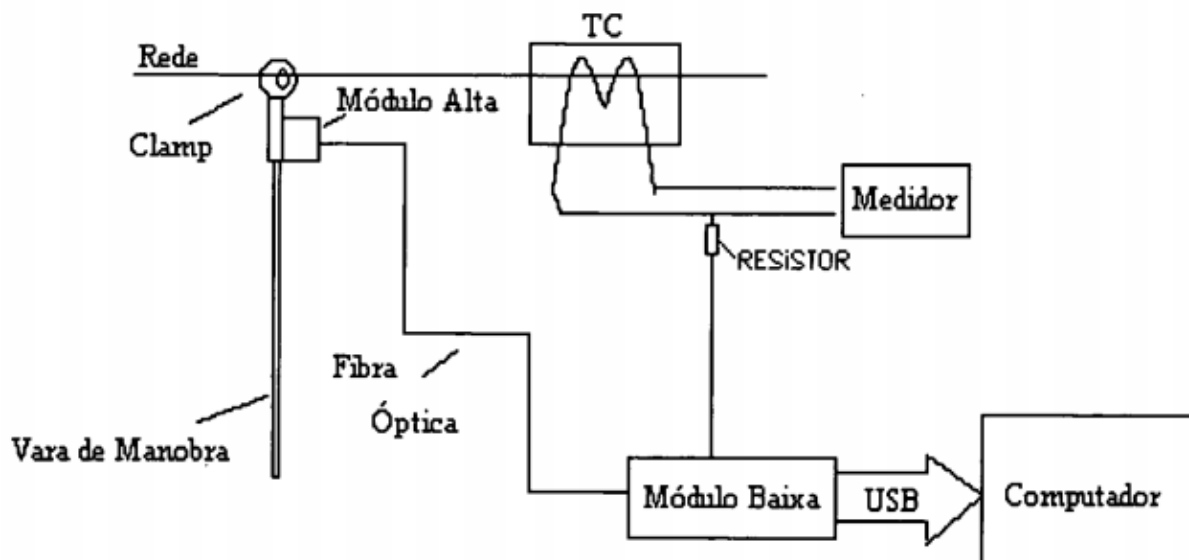 TC
Rede
Módulo Alta
Clamp
Medidor
RESiSTOR
Fibra
Óptica
Vara de Manobra
Módulo Baixa
USB
Computador